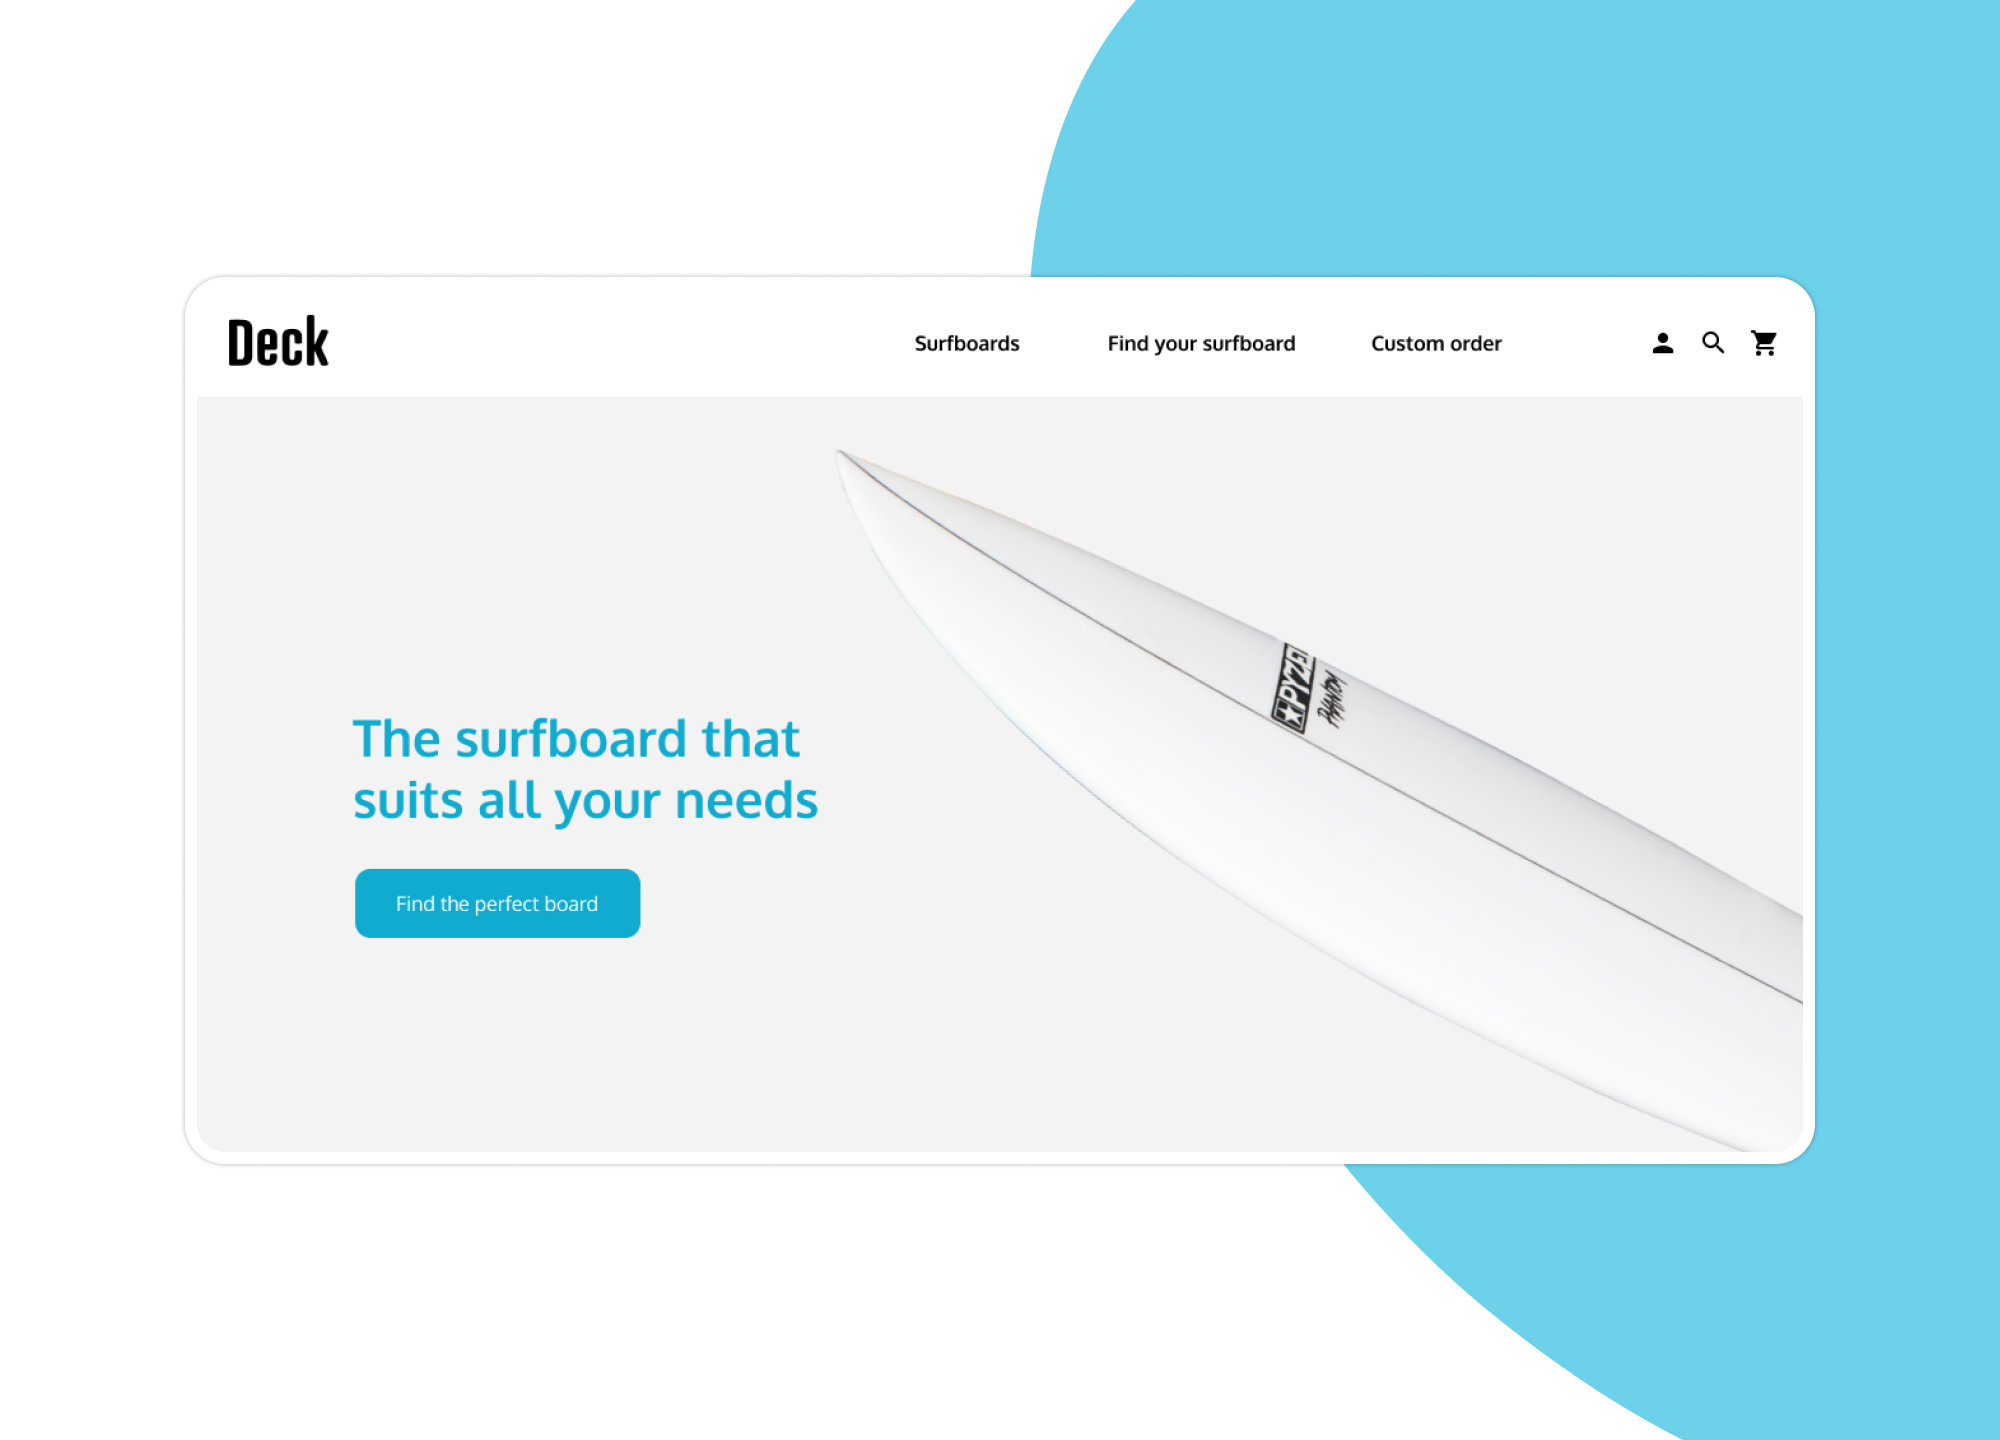 Deck
Surfboards
Find your surfboard
Custom order
PYZEL
PHANTOM
The surfboard that
suits all your needs
Find the perfect board